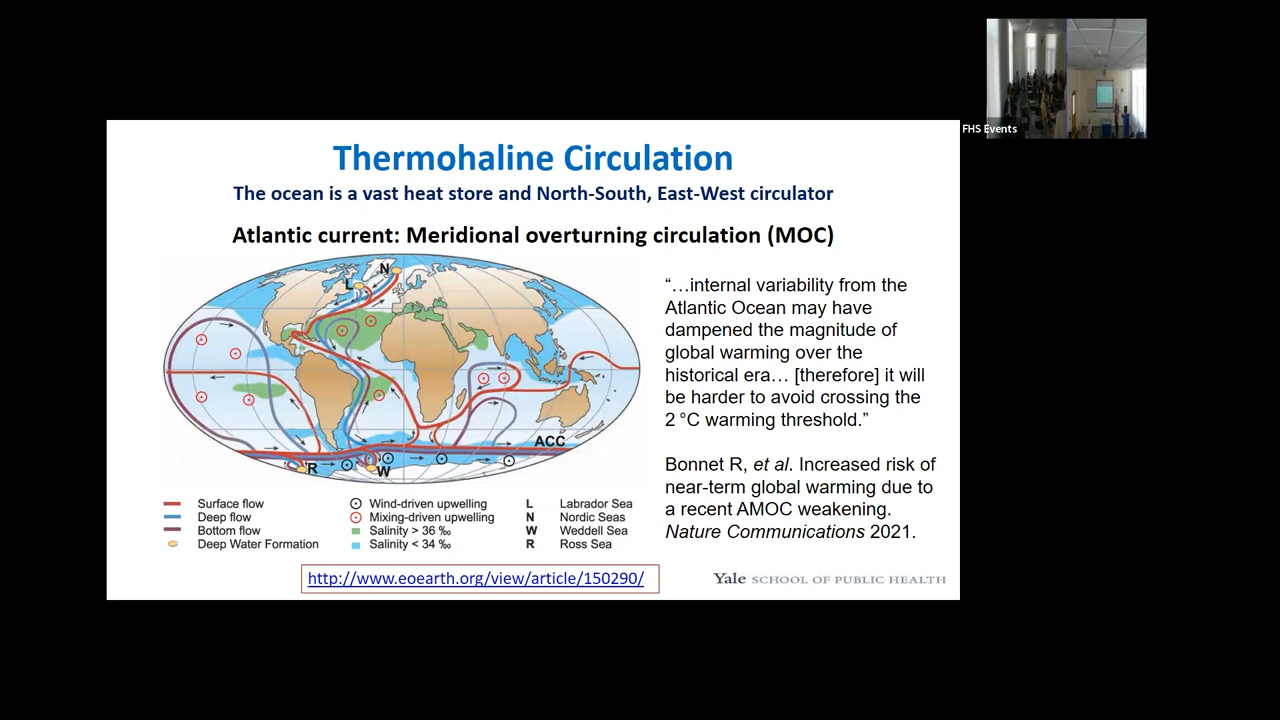 FHS Events
Thermohaline Circulation
The ocean is a vast heat store and North-South, East-West circulator
Atlantic current: Meridional overturning circulation (MOC)
N
L
ACC
R
W
Surface flow
Deep flow
Bottom flow
Deep Water Formation
Wind-driven upwelling
Mixing-driven upwelling
Salinity > 36 ‰
Salinity < 34 ‰
L Labrador Sea
N Nordic Seas
W Weddell Sea
R Ross Sea
“…internal variability from the
Atlantic Ocean may have
dampened the magnitude of
global warming over the
historical era… [therefore] it will
be harder to avoid crossing the
2 °C warming threshold.”
Bonnet R, et al. Increased risk of
near-term global warming due to
a recent AMOC weakening.
Nature Communications 2021.
http://www.eoearth.org/view/article/150290/
Yale SCHOOL OF PUBLIC HEALTH